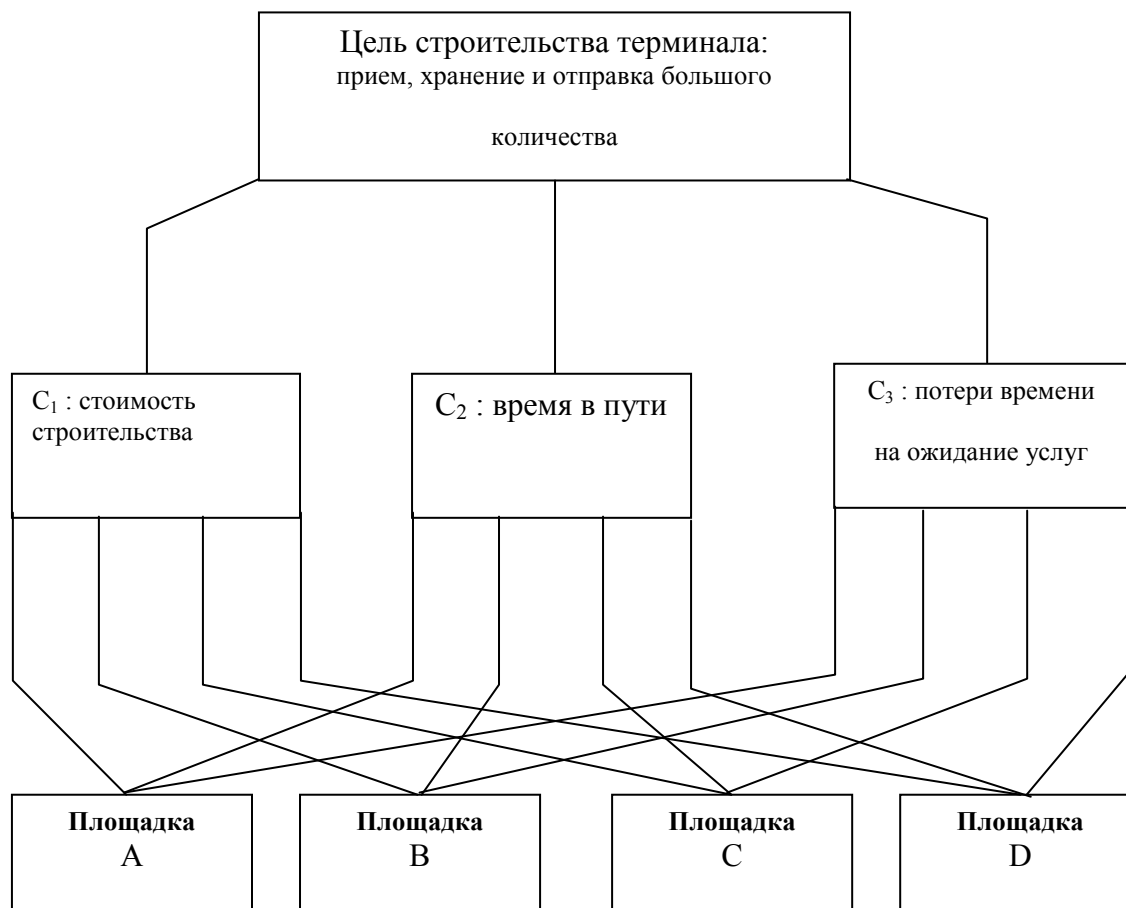 Цель строительства терминала:
прием, хранение и отправка большого
количества
C₁ : стоимость
строительства
C₂ : время в пути
C₃ : потери времени
на ожидание услуг
Площадка
A
Площадка
B
Площадка
C
Площадка
D